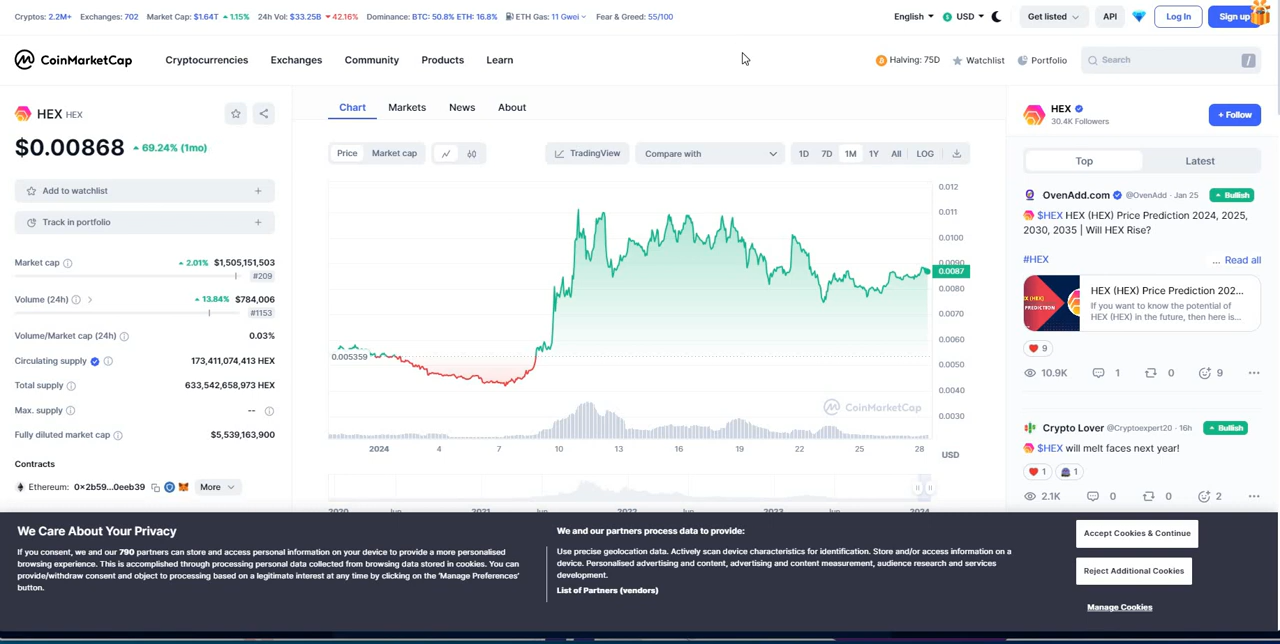 Cryptos: 2.2M+ Exchanges: 702 Market Cap: $1.64T 1.15% 24h Vol: $33.25B 42.16% Dominance: BTC: 50.8% ETH: 16.8% ETH Gas: 11 Gwei Fear & Greed: 55/100
English USD Get listed API Log In Sign up
CoinMarketCap Cryptocurrencies Exchanges Community Products Learn
Halving: 75D Watchlist Portfolio Search /
HEX HEX
$0.00868 69.24% (1mo)
Add to watchlist +
Track in portfolio +
Market cap 2.01% $1,505,151,503
#209
Volume (24h) 13.84% $784,006
#1153
Volume/Market cap (24h) 0.03%
Circulating supply 173,411,074,413 HEX
Total supply 633,542,658,973 HEX
Max. supply --
Fully diluted market cap $5,539,163,900
Contracts
Ethereum: 0x2b59...0eeb39 More
Chart Markets News About
Price Market cap TradingView Compare with 1D 7D 1M 1Y All LOG
0.012
0.011
0.0100
0.0090
0.0087
0.0080
0.0070
0.0060
0.0050
0.0040
0.0030
0.005359
CoinMarketCap
2024 4 7 10 13 16 19 22 25 28
USD
2020 Jun 2021 Jun 2022 Jun 2023 Jun 2024
HEX
30.4K Followers
+ Follow
Top Latest
OvenAdd.com @OvenAdd · Jan 25 Bullish
$HEX HEX (HEX) Price Prediction 2024, 2025,
2030, 2035 | Will HEX Rise?
#HEX ... Read all
HEX (HEX) Price Prediction 202...
If you want to know the potential of
HEX (HEX) in the future, then here is...
9
10.9K 1 0 9
Crypto Lover @Cryptoexpert20 · 16h Bullish
$HEX will melt faces next year!
1 1
2.1K 0 0 2
We Care About Your Privacy
If you consent, we and our 790 partners can store and access personal information on your device to provide a more personalised
browsing experience. This is accomplished through processing personal data collected from browsing data stored in cookies. You can
provide/withdraw consent and object to processing based on a legitimate interest at any time by clicking on the 'Manage Preferences'
button.
We and our partners process data to provide:
Use precise geolocation data. Actively scan device characteristics for identification. Store and/or access information on a
device. Personalised advertising and content, advertising and content measurement, audience research and services
development.
List of Partners (vendors)
Accept Cookies & Continue
Reject Additional Cookies
Manage Cookies